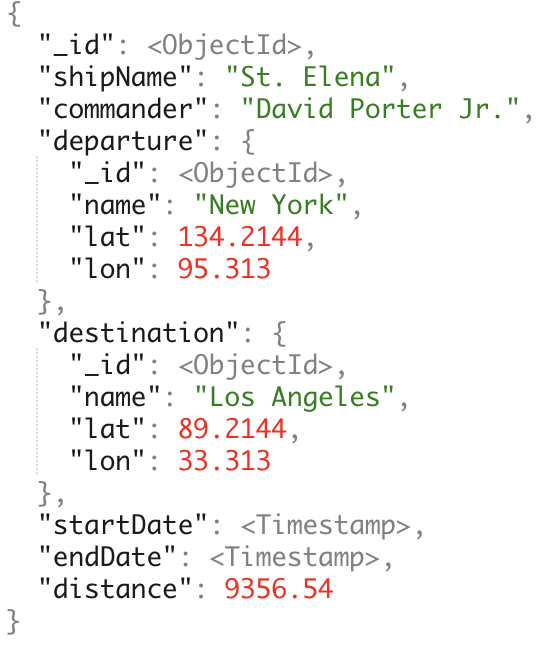 {
  "_id": <ObjectId>,
  "shipName": "St. Elena",
  "commander": "David Porter Jr.",
  "departure": {
    "_id": <ObjectId>,
    "name": "New York",
    "lat": 134.2144,
    "lon": 95.313
  },
  "destination": {
    "_id": <ObjectId>,
    "name": "Los Angeles",
    "lat": 89.2144,
    "lon": 33.313
  },
  "startDate": <Timestamp>,
  "endDate": <Timestamp>,
  "distance": 9356.54
}